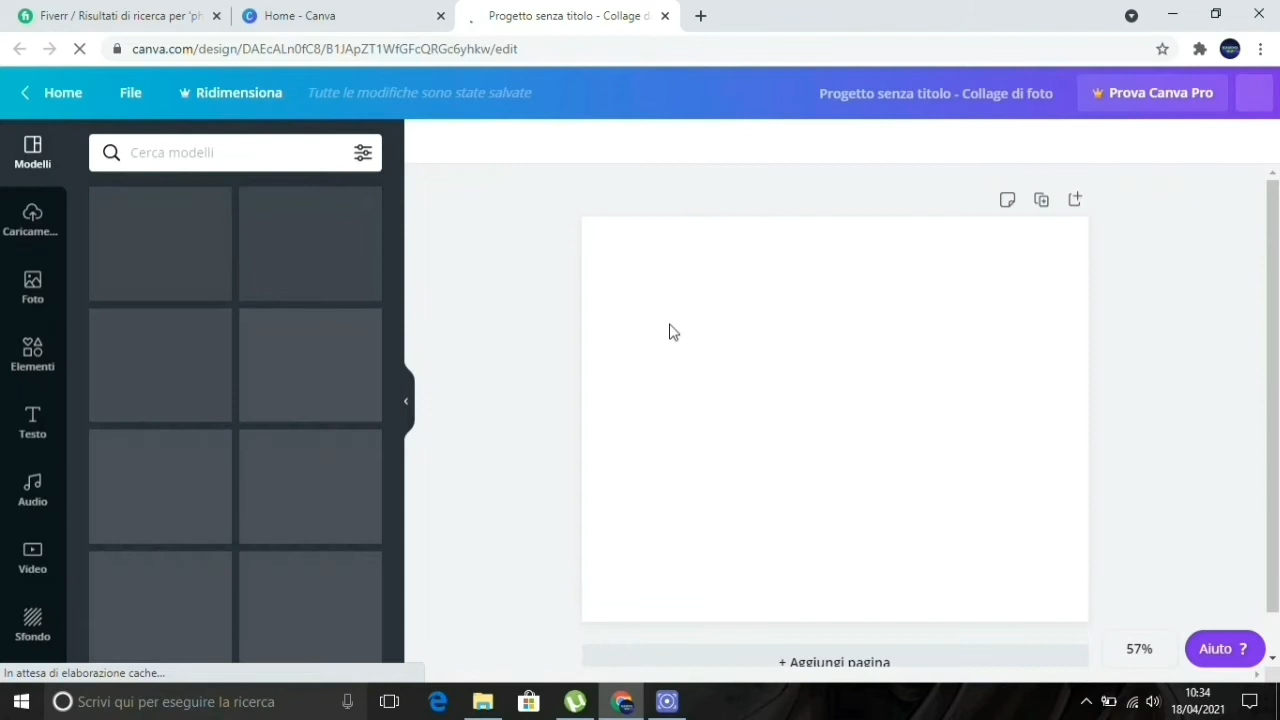 Fiverr / Risultati di ricerca per 'ph
Home - Canva
Progetto senza titolo - Collage d
canva.com/design/DAEcALn0fC8/B1JApZT1WfGFcQRGc6yhkw/edit
Home
File
Ridimensiona
Tutte le modifiche sono state salvate
Progetto senza titolo - Collage di foto
Prova Canva Pro
Modelli
Cerca modelli
Caricame...
Foto
Elementi
Testo
Audio
Video
Sfondo
+ Aggiungi pagina
57%
Aiuto ?
In attesa di elaborazione cache...
Scrivi qui per eseguire la ricerca
10:34
18/04/2021